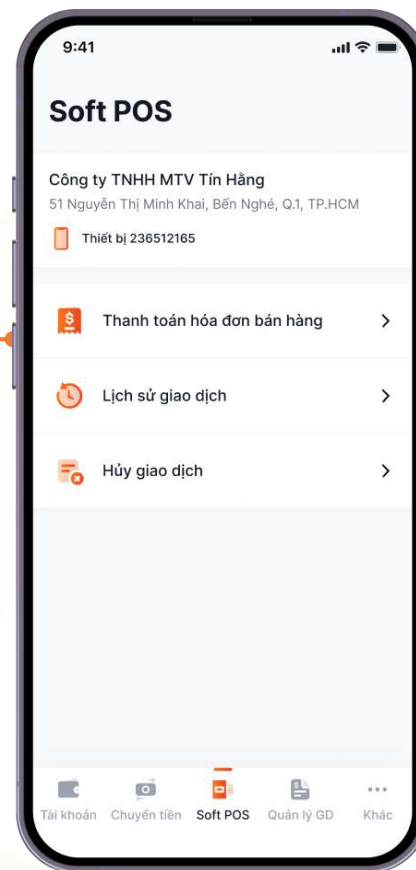 9:41
Soft POS
Công ty TNHH MTV Tín Hằng
51 Nguyễn Thị Minh Khai, Bến Nghé, Q.1, TP.HCM
Thiết bị 236512165
Thanh toán hóa đơn bán hàng
Lịch sử giao dịch
Hủy giao dịch
Tài khoản Chuyển tiền Soft POS Quản lý GD Khác